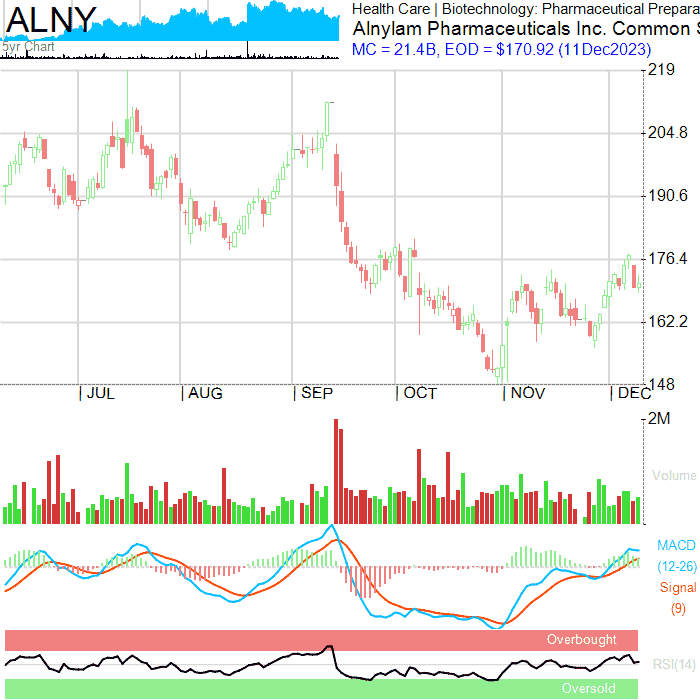 ALNY
5yr Chart
Health Care | Biotechnology: Pharmaceutical Prepara
Alnylam Pharmaceuticals Inc. Common S
MC = 21.4B, EOD = $170.92 (11Dec2023)
219
204.8
190.6
176.4
162.2
148
| JUL | AUG | SEP | OCT | NOV | DEC
2M
Volume
MACD
(12-26)
Signal
(9)
Overbought
RSI(14)
Oversold